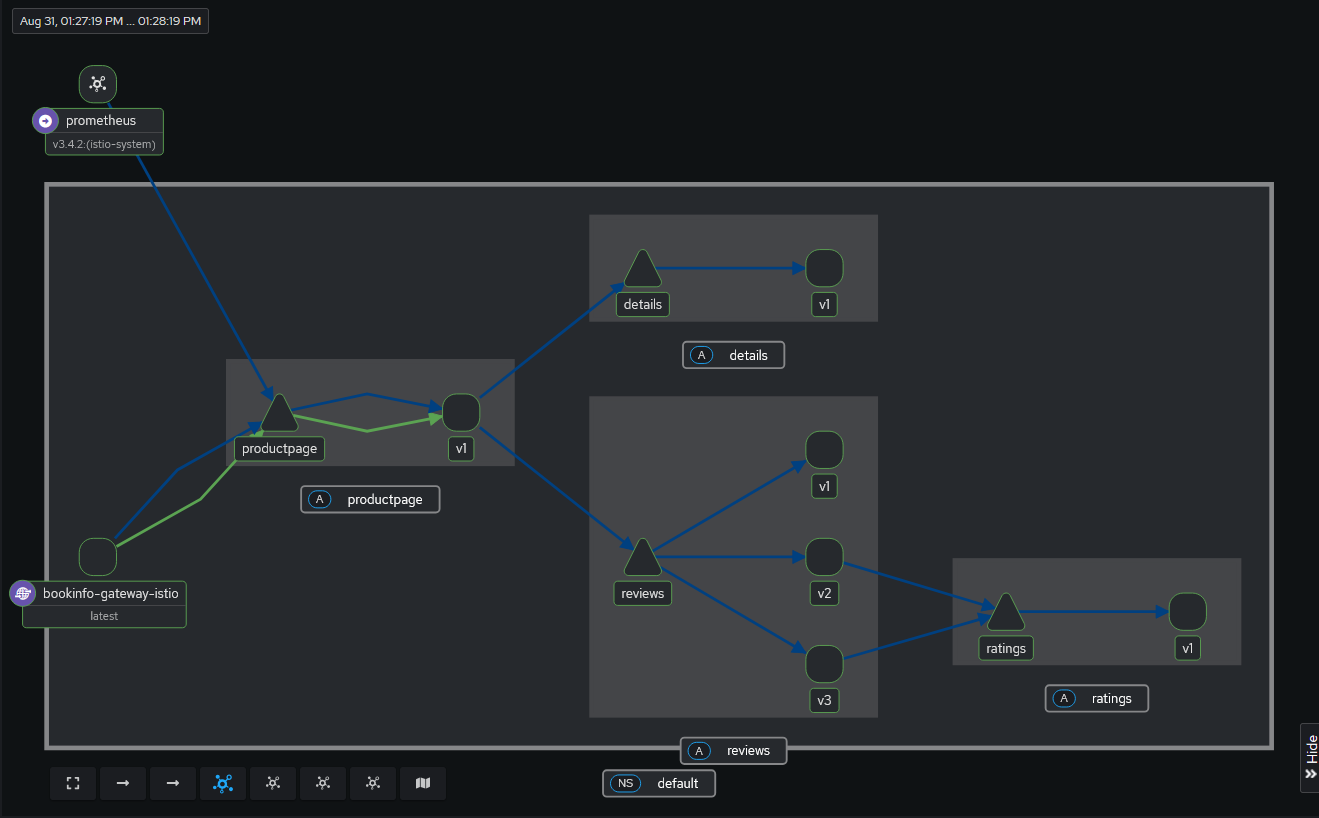 Aug 31, 01:27:19 PM ... 01:28:19 PM
prometheus
v3.4.2:(istio-system)
details
v1
A details
productpage
v1
A productpage
v1
reviews
v2
v3
bookinfo-gateway-istio
latest
ratings
v1
A ratings
A reviews
NS default
Hide